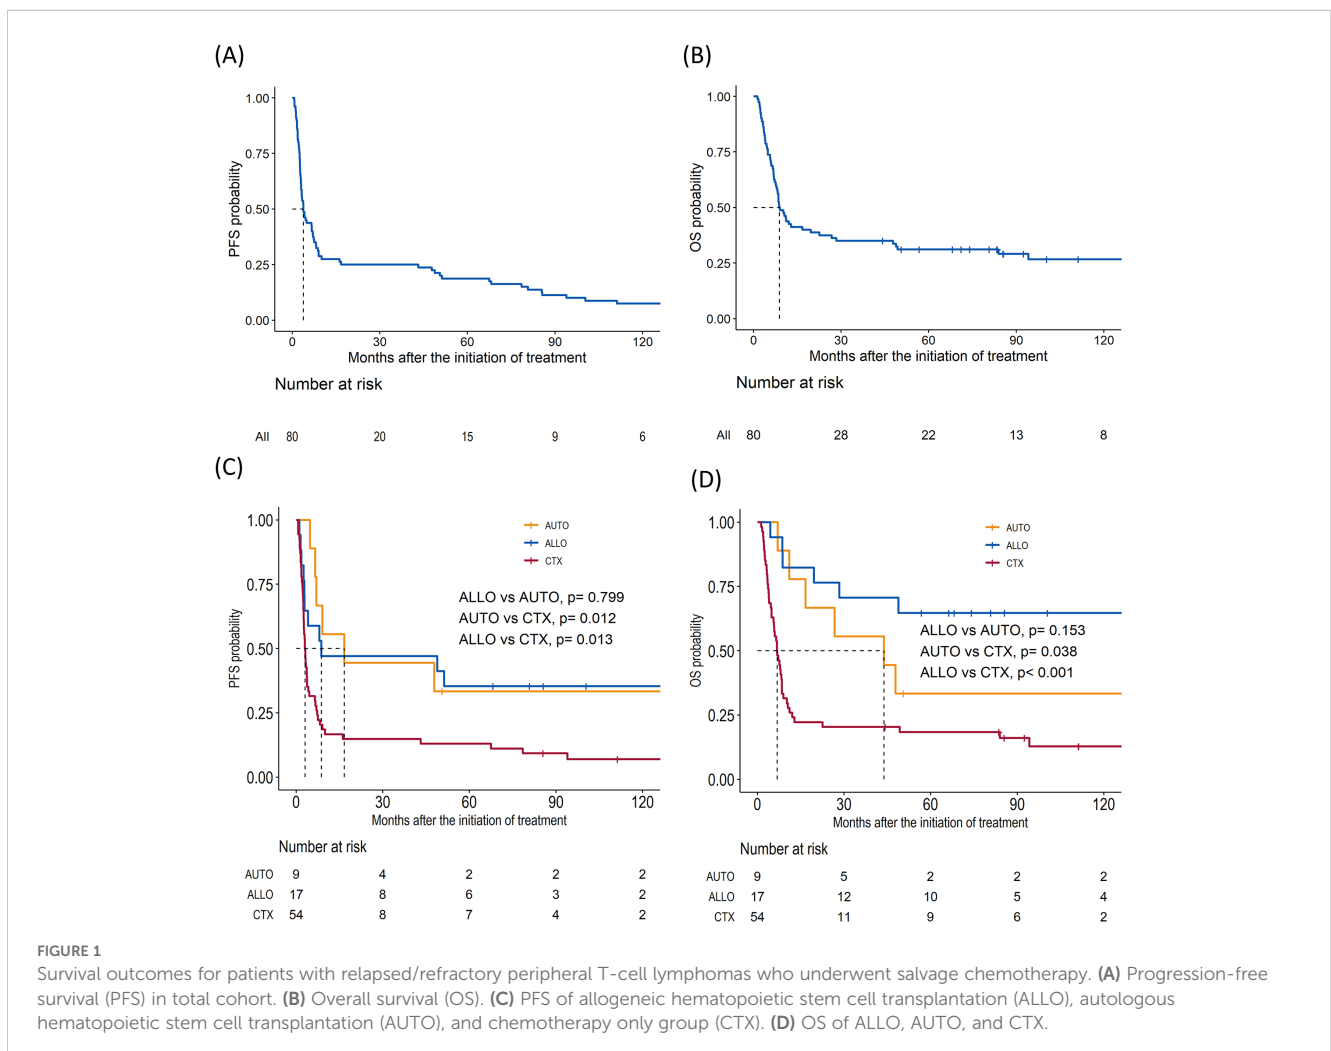 (A)
1.00
0.75
0.50
0.25
0.00
PFS probability
0 30 60 90 120
Months after the initiation of treatment
Number at risk
All 80 20 15 9 6
(B)
1.00
0.75
0.50
0.25
0.00
OS probability
0 30 60 90 120
Months after the initiation of treatment
Number at risk
All 80 28 22 13 8
(C)
1.00
0.75
0.50
0.25
0.00
PFS probability
AUTO
ALLO
CTX
ALLO vs AUTO, p= 0.799
AUTO vs CTX, p= 0.012
ALLO vs CTX, p= 0.013
0 30 60 90 120
Months after the initiation of treatment
Number at risk
AUTO 9 4 2 2 2
ALLO 17 8 6 3 2
CTX 54 8 7 4 2
(D)
1.00
0.75
0.50
0.25
0.00
OS probability
AUTO
ALLO
CTX
ALLO vs AUTO, p= 0.153
AUTO vs CTX, p= 0.038
ALLO vs CTX, p< 0.001
0 30 60 90 120
Months after the initiation of treatment
Number at risk
AUTO 9 5 2 2 2
ALLO 17 12 10 5 4
CTX 54 11 9 6 2
FIGURE 1
Survival outcomes for patients with relapsed/refractory peripheral T-cell lymphomas who underwent salvage chemotherapy. (A) Progression-free
survival (PFS) in total cohort. (B) Overall survival (OS). (C) PFS of allogeneic hematopoietic stem cell transplantation (ALLO), autologous
hematopoietic stem cell transplantation (AUTO), and chemotherapy only group (CTX). (D) OS of ALLO, AUTO, and CTX.